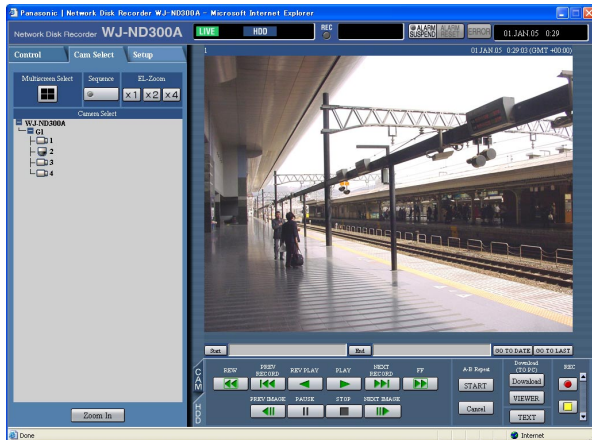 Panasonic | Network Disk Recorder WJ-ND300A - Microsoft Internet Explorer
Network Disk Recorder WJ-ND300A
LIVE HDD
REC
ALARM SUSPEND
ALARM RESET
ERROR
01 JAN.05 0:29
Control Cam Select Setup
1
01 JAN.05 0:29:03 (GMT +00:00)
Multiscreen Select Sequence EL-Zoom
x1 x2 x4
Camera Select
WJ-ND300A
G1
1
2
3
4
Zoom In
Start End GO TO DATE GO TO LAST
CAM
HDD
REW PREV RECORD REV PLAY PLAY NEXT RECORD FF
PREV IMAGE PAUSE STOP NEXT IMAGE
A-B Repeat
START
Cancel
Download (TO PC)
Download
VIEWER
TEXT
REC
Done Internet